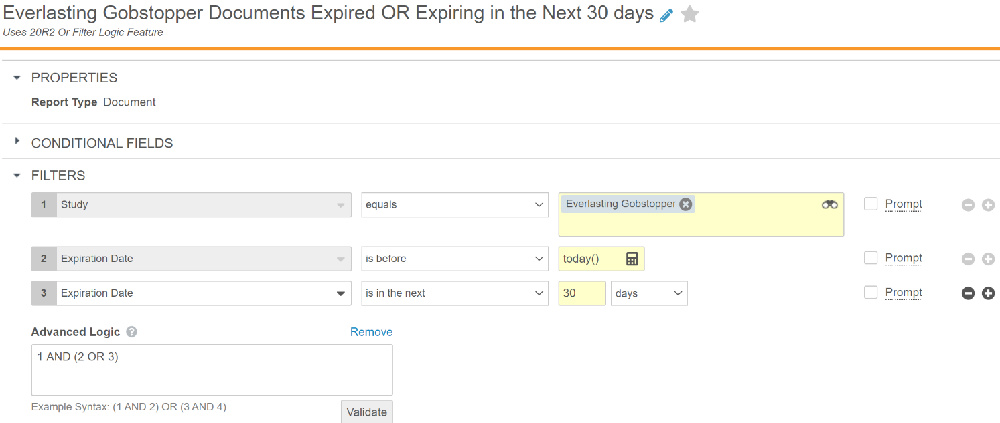 Everlasting Gobstopper Documents Expired OR Expiring in the Next 30 days
Uses 20R2 Or Filter Logic Feature
PROPERTIES
Report Type Document
CONDITIONAL FIELDS
FILTERS
1 Study equals Everlasting Gobstopper Prompt
2 Expiration Date is before today() Prompt
3 Expiration Date is in the next 30 days Prompt
Advanced Logic ? Remove
1 AND (2 OR 3)
Example Syntax: (1 AND 2) OR (3 AND 4)
Validate